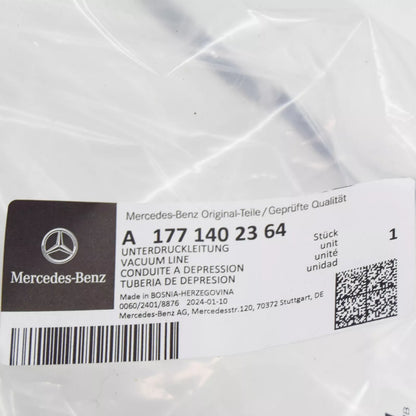 Mercedes-Benz Original-Teile/Geprüfte Qualität
A 177 140 23 64
UNTERDRUCKLEITUNG
VACUUM LINE
CONDUITE A DEPRESSION
TUBERIA DE DEPRESION
Stück
unit
unité
unidad
1
Mercedes-Benz
Made in BOSNIA-HERZEGOVINA
0060/2401/8876 2024-01-10
Mercedes-Benz AG, Mercedesstr.120, 70372 Stuttgart, DE